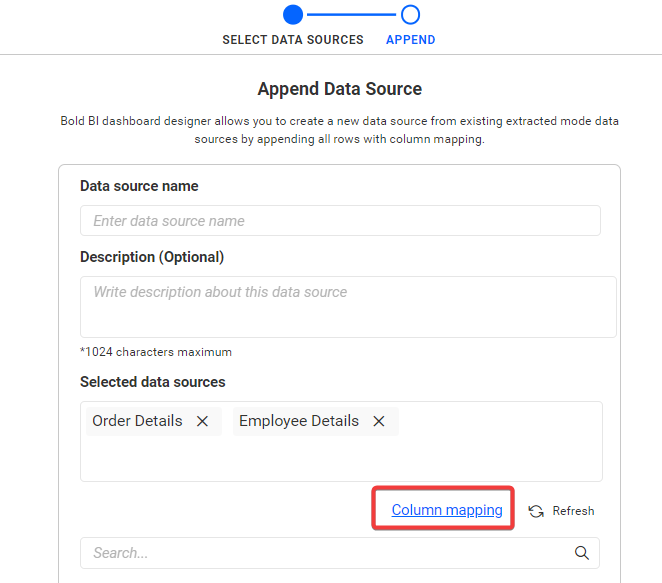 SELECT DATA SOURCES APPEND
Append Data Source
Bold BI dashboard designer allows you to create a new data source from existing extracted mode data
sources by appending all rows with column mapping.
Data source name
Enter data source name
Description (Optional)
Write description about this data source
*1024 characters maximum
Selected data sources
Order Details Employee Details
Column mapping Refresh
Search...